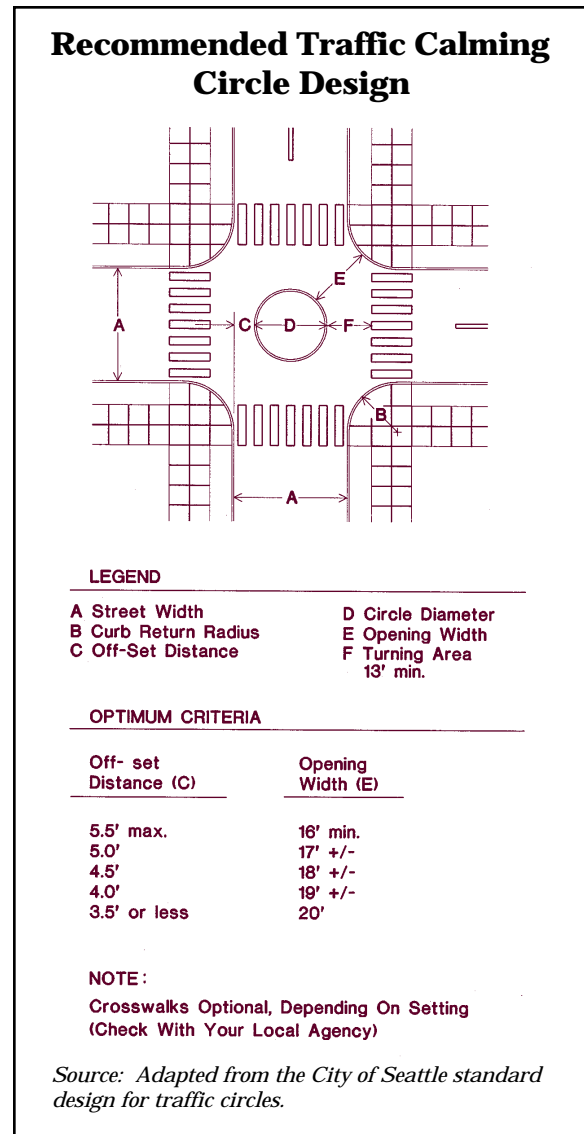 Recommended Traffic Calming
Circle Design
E
A
C
D
F
B
A
LEGEND
A Street Width
B Curb Return Radius
C Off-Set Distance
D Circle Diameter
E Opening Width
F Turning Area
13' min.
OPTIMUM CRITERIA
Off- set
Distance (C)
Opening
Width (E)
5.5' max. 16' min.
5.0' 17' +/-
4.5' 18' +/-
4.0' 19' +/-
3.5' or less 20'
NOTE :
Crosswalks Optional, Depending On Setting
(Check With Your Local Agency)
Source: Adapted from the City of Seattle standard
design for traffic circles.